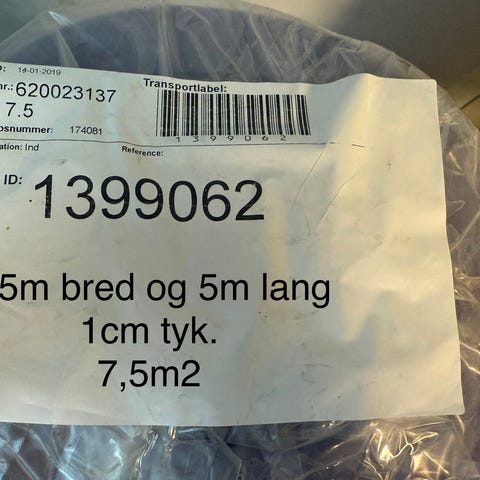 D: 14-01-2019
nr.: 620023137
Transportlabel:
7.5
osnummer: 174081
1399062
ation: Ind
Reference:
ID: 1399062
5m bred og 5m lang
1cm tyk.
7,5m2